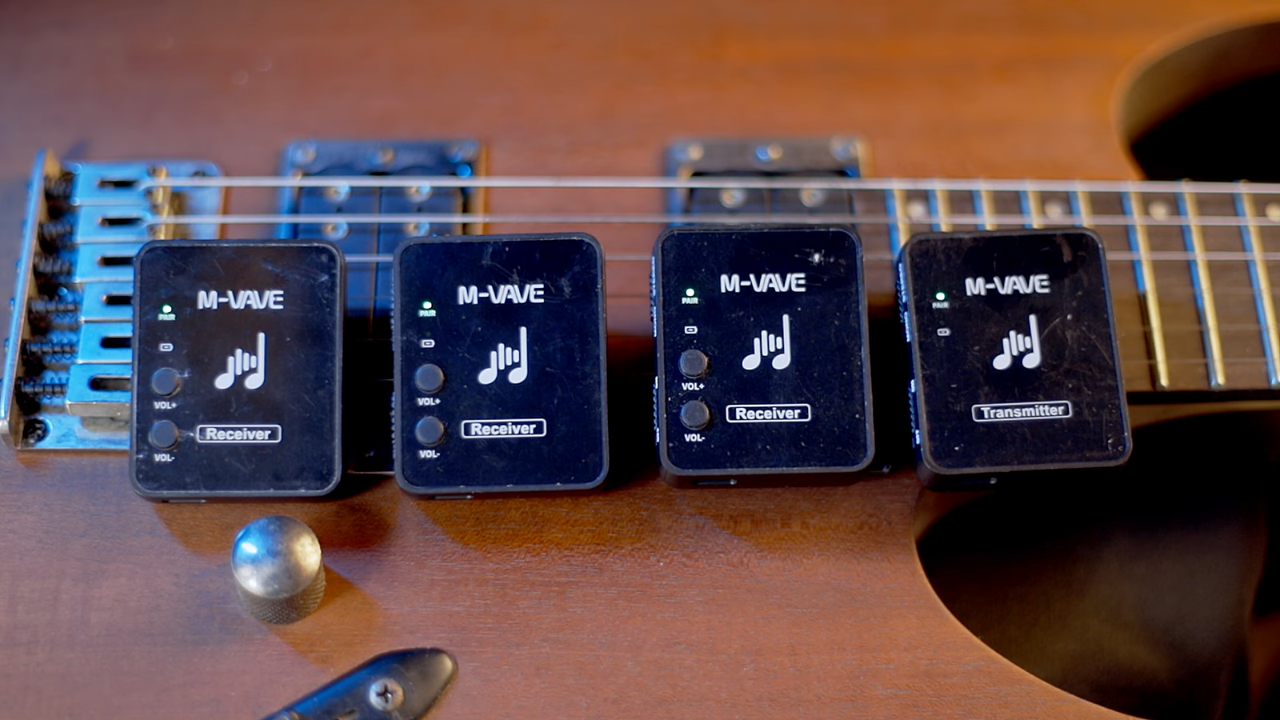 M-VAVE
PAIR
VOL+
VOL-
Receiver
M-VAVE
PAIR
VOL+
VOL-
Receiver
M-VAVE
PAIR
VOL+
VOL-
Receiver
M-VAVE
PAIR
Transmitter